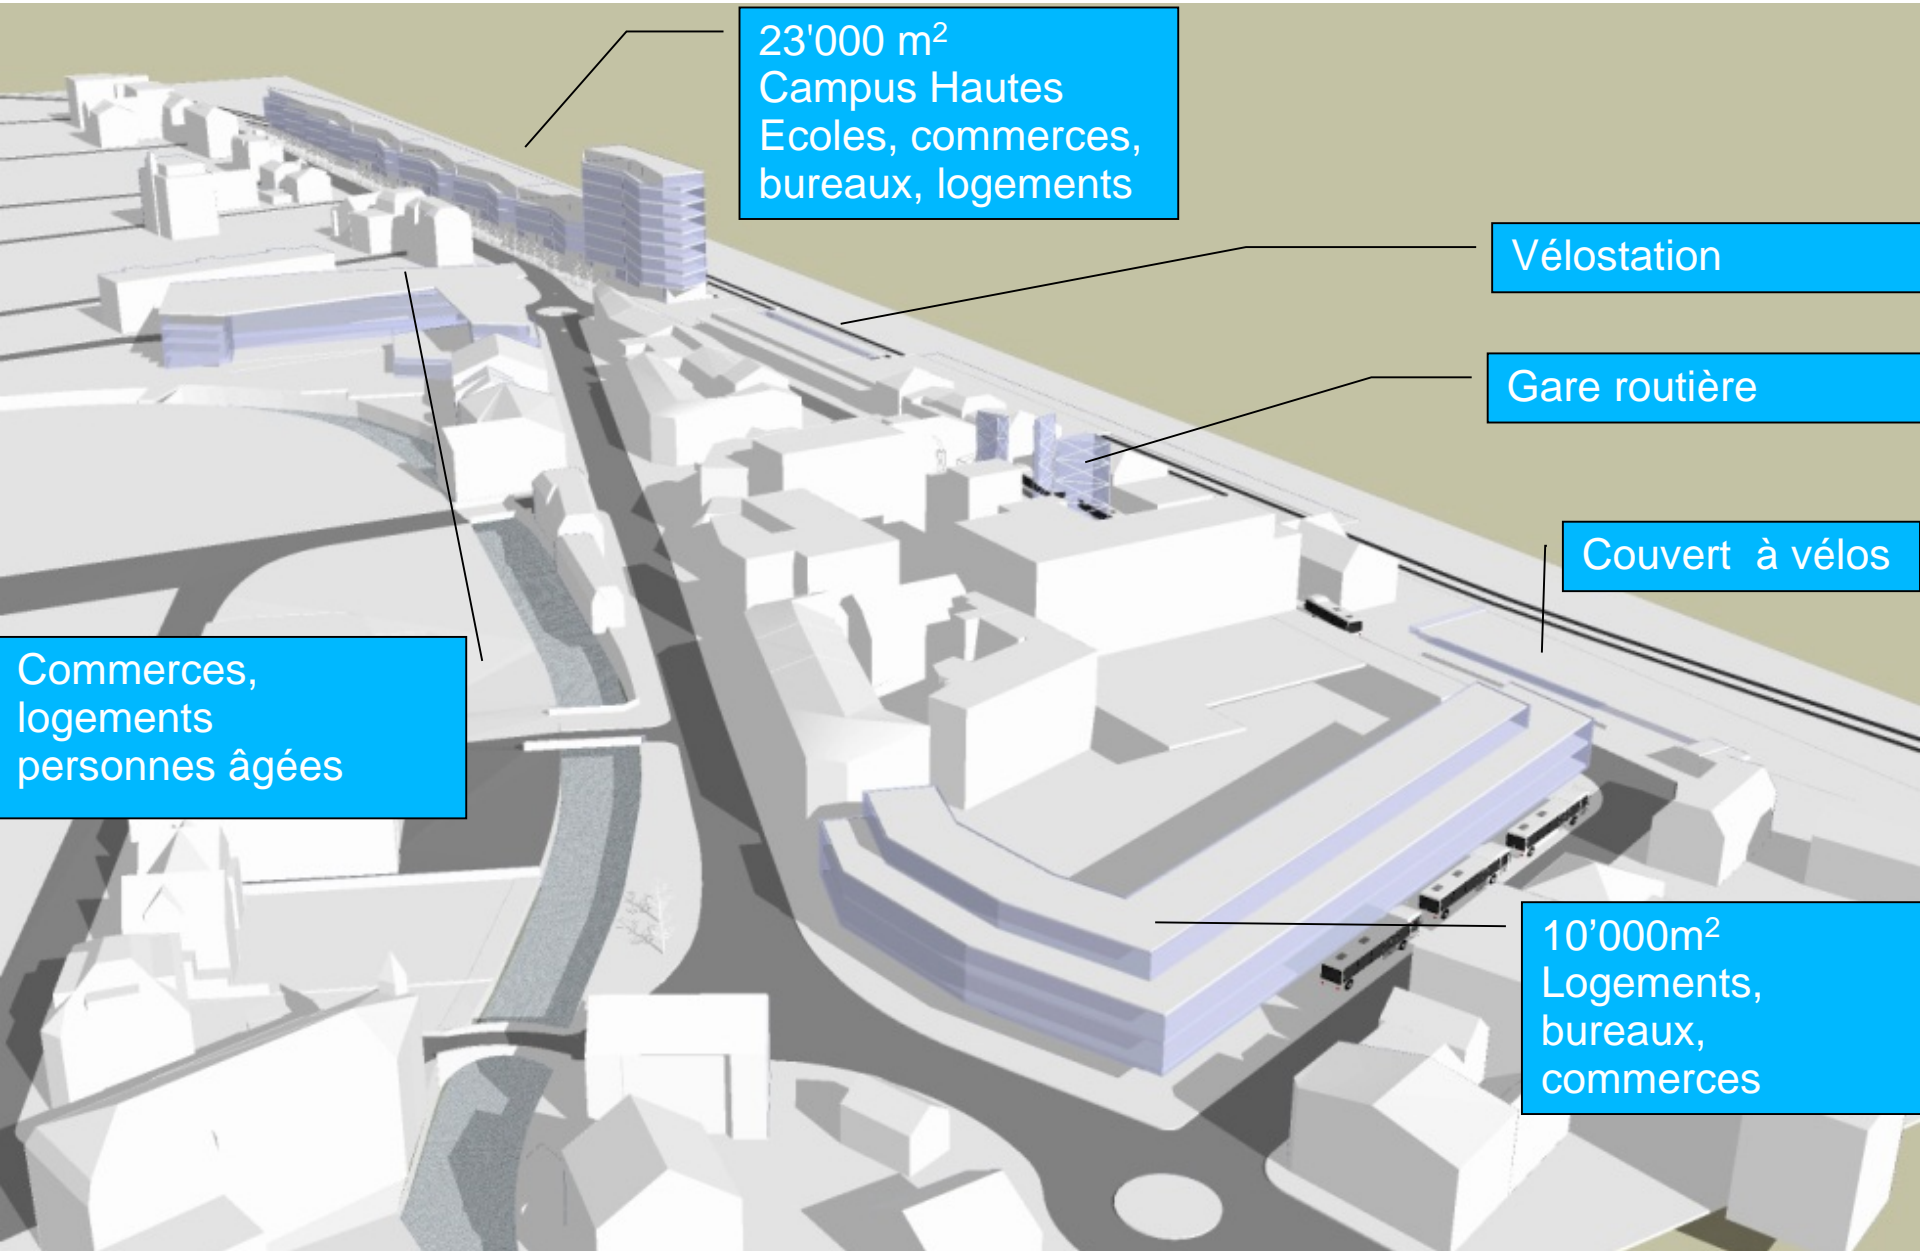 23'000 m²
Campus Hautes
Ecoles, commerces,
bureaux, logements
Vélostation
Gare routière
Couvert à vélos
Commerces,
logements
personnes âgées
10’000m²
Logements,
bureaux,
commerces